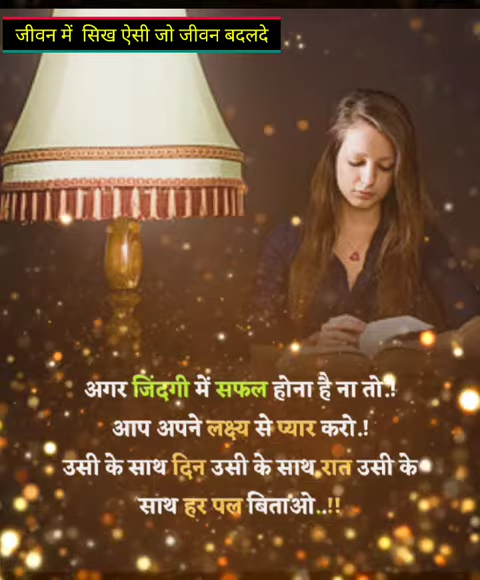 जीवन में सिख ऐसी जो जीवन बदलदे
अगर जिंदगी में सफल होना है ना तो.!
आप अपने लक्ष्य से प्यार करो.!
उसी के साथ दिन उसी के साथ रात उसी के
साथ हर पल बिताओ..!!